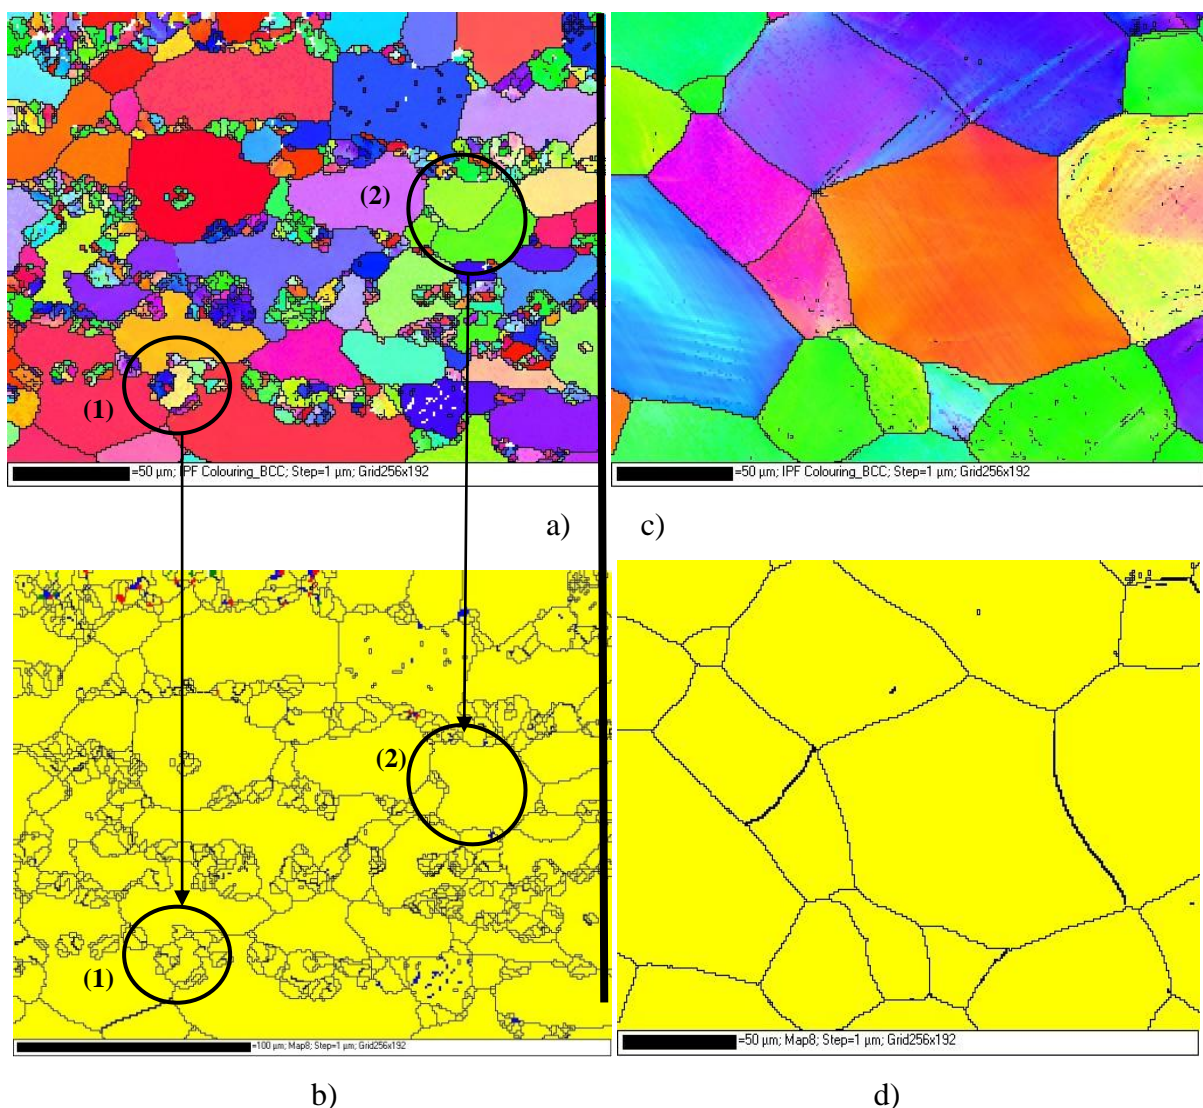 (2)
(1)
=50 µm; IPF Colouring_BCC; Step=1 µm; Grid256x192
=50 µm; IPF Colouring_BCC; Step=1 µm; Grid256x192
a)
c)
(2)
(1)
=100 µm; Map8; Step=1 µm; Grid256x192
=50 µm; Map8; Step=1 µm; Grid256x192
b)
d)